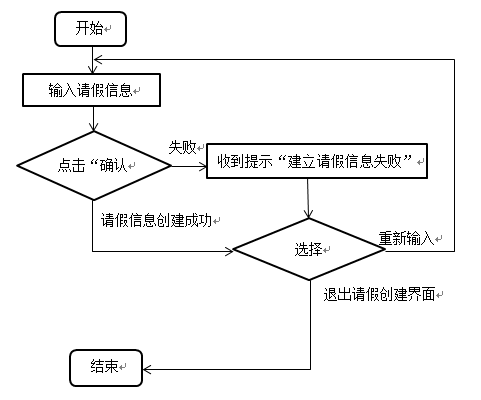 开始
输入请假信息
点击“确认
失败
收到提示“建立请假信息失败”
请假信息创建成功
选择
重新输入
退出请假创建界面
结束